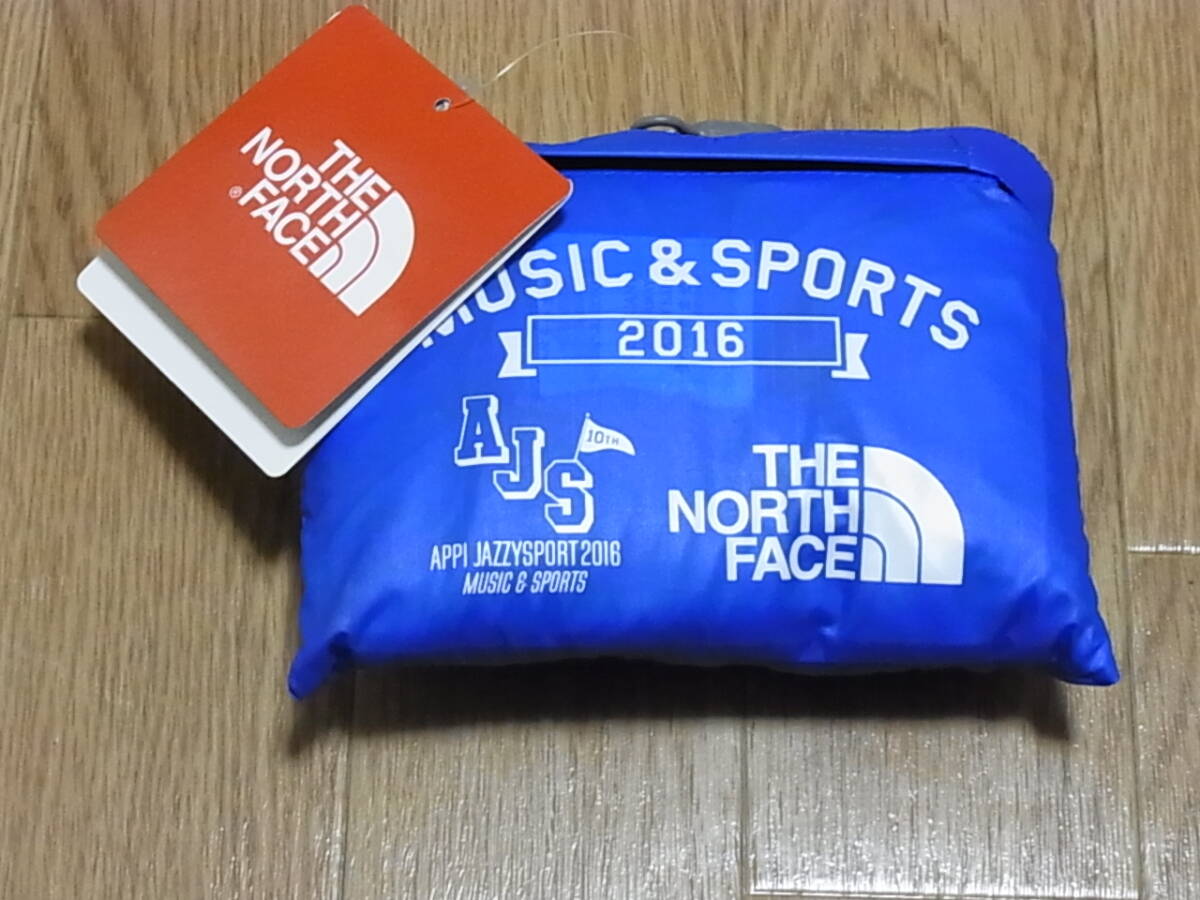 THE
NORTH
FACE
®
MUSIC & SPORTS
2016
AJS
10TH
APPI JAZZYSPORT 2016
MUSIC & SPORTS
THE
NORTH
FACE